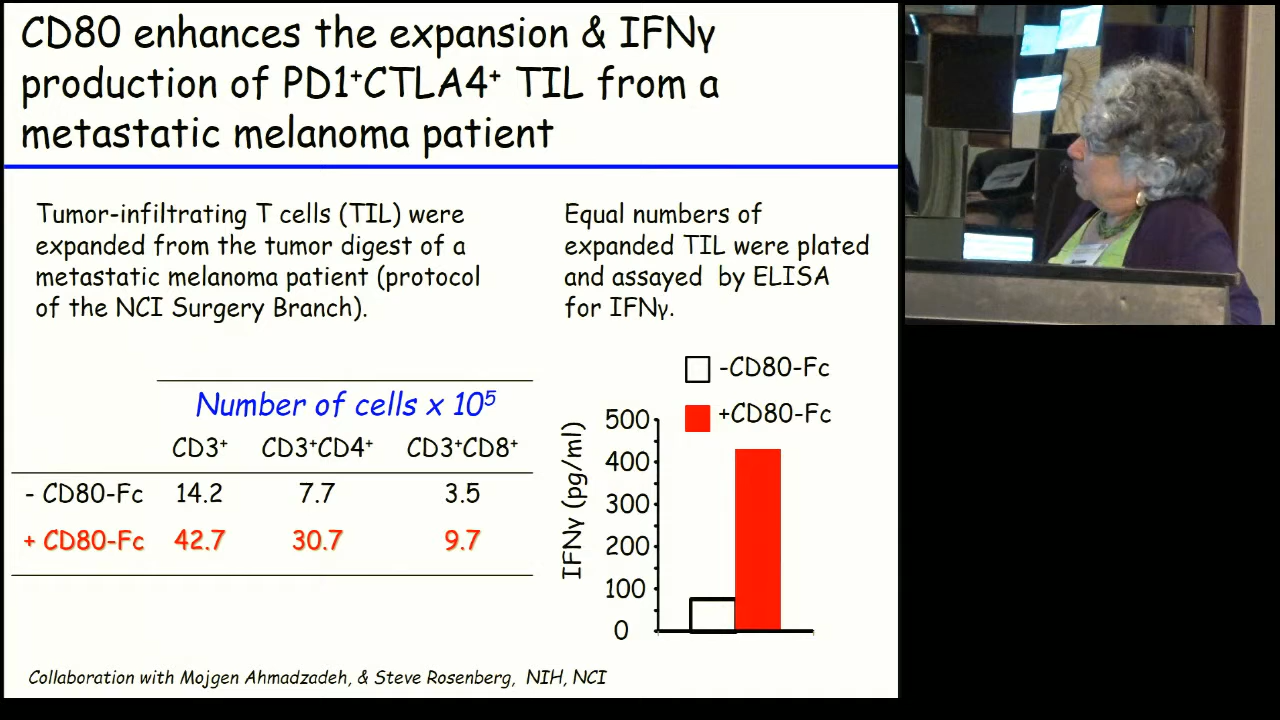 CD80 enhances the expansion & IFNγ
production of PD1⁺CTLA4⁺ TIL from a
metastatic melanoma patient
Tumor-infiltrating T cells (TIL) were
expanded from the tumor digest of a
metastatic melanoma patient (protocol
of the NCI Surgery Branch).
Equal numbers of
expanded TIL were plated
and assayed by ELISA
for IFNγ.
Number of cells x 10⁵
CD3⁺ CD3⁺CD4⁺ CD3⁺CD8⁺
- CD80-Fc 14.2 7.7 3.5
+ CD80-Fc 42.7 30.7 9.7
-CD80-Fc
+CD80-Fc
IFNγ (pg/ml)
500
400
300
200
100
0
Collaboration with Mojgen Ahmadzadeh, & Steve Rosenberg, NIH, NCI